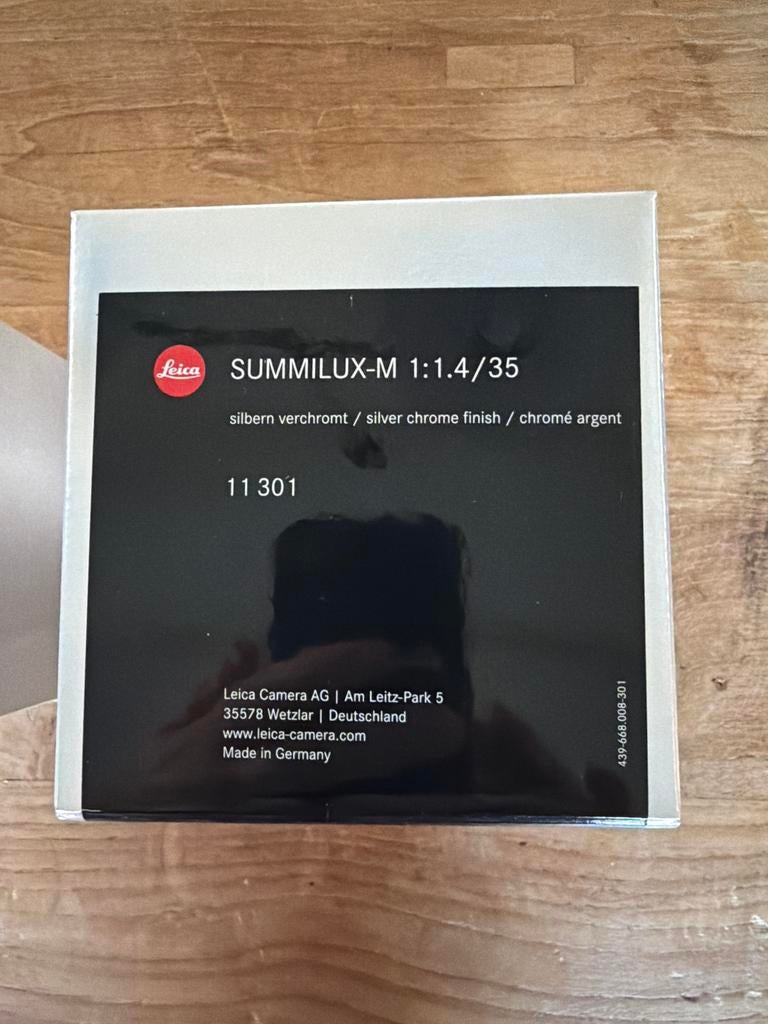 Leica
SUMMILUX-M 1:1.4/35
silbern verchromt / silver chrome finish / chromé argent
11 301
Leica Camera AG | Am Leitz-Park 5
35578 Wetzlar | Deutschland
www.leica-camera.com
Made in Germany
439-668.008-301